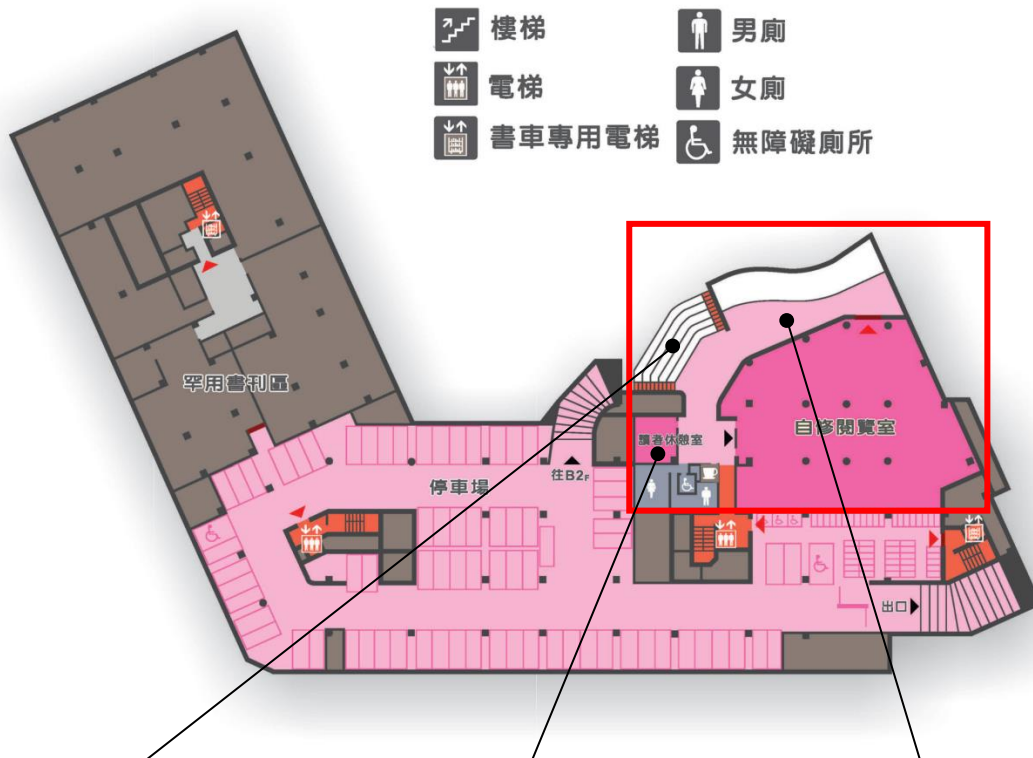 樓梯
男廁
電梯
女廁
書車專用電梯
無障礙廁所
罕用書刊區
自修閱覽室
讀者休憩室
往B2F
停車場
出口